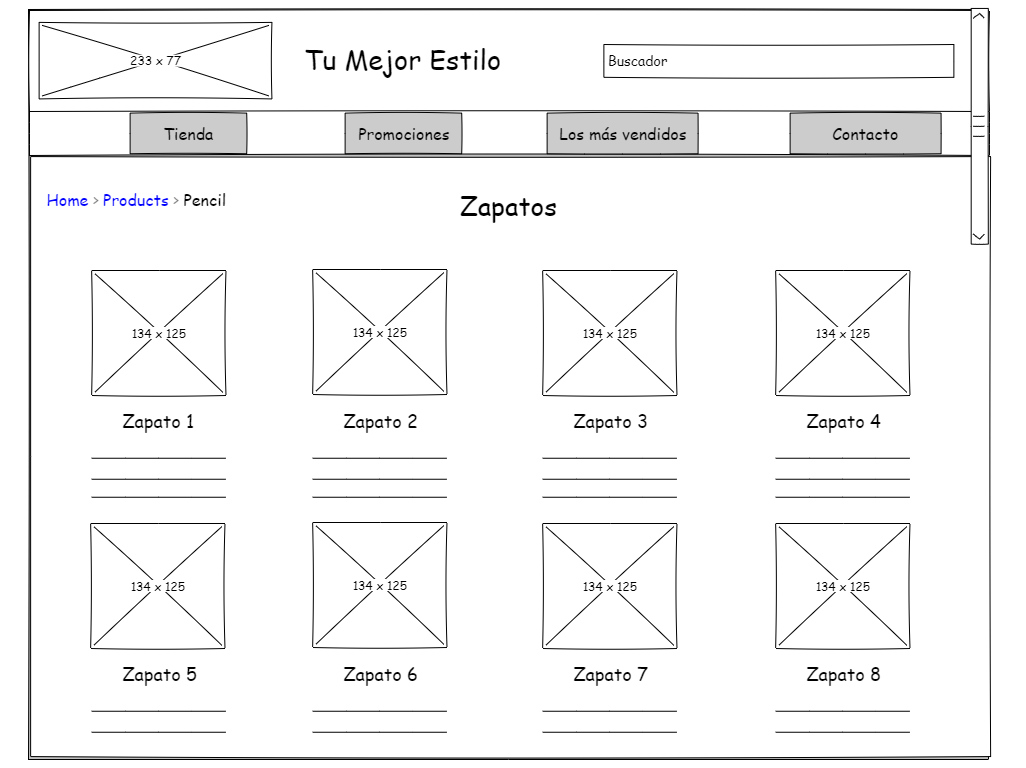 233 x 77
Tu Mejor Estilo
Buscador
Tienda
Promociones
Los más vendidos
Contacto
Home > Products > Pencil
Zapatos
134 x 125
134 x 125
134 x 125
134 x 125
Zapato 1
Zapato 2
Zapato 3
Zapato 4
134 x 125
134 x 125
134 x 125
134 x 125
Zapato 5
Zapato 6
Zapato 7
Zapato 8